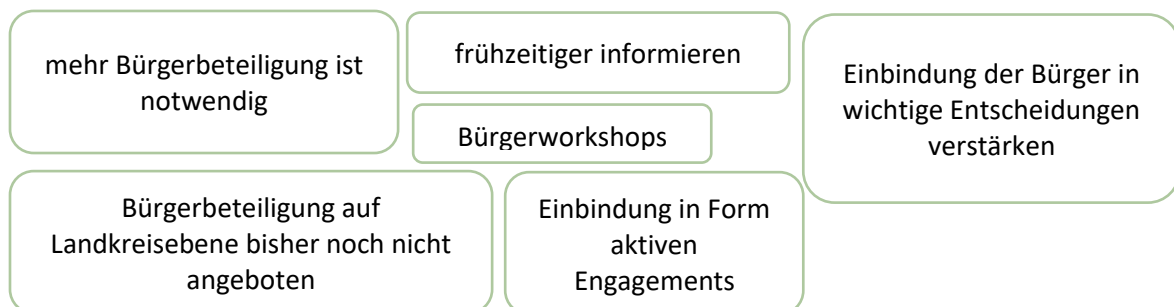 mehr Bürgerbeteiligung ist
notwendig
frühzeitiger informieren
Bürgerworkshops
Einbindung der Bürger in
wichtige Entscheidungen
verstärken
Bürgerbeteiligung auf
Landkreisebene bisher noch nicht
angeboten
Einbindung in Form
aktiven
Engagements